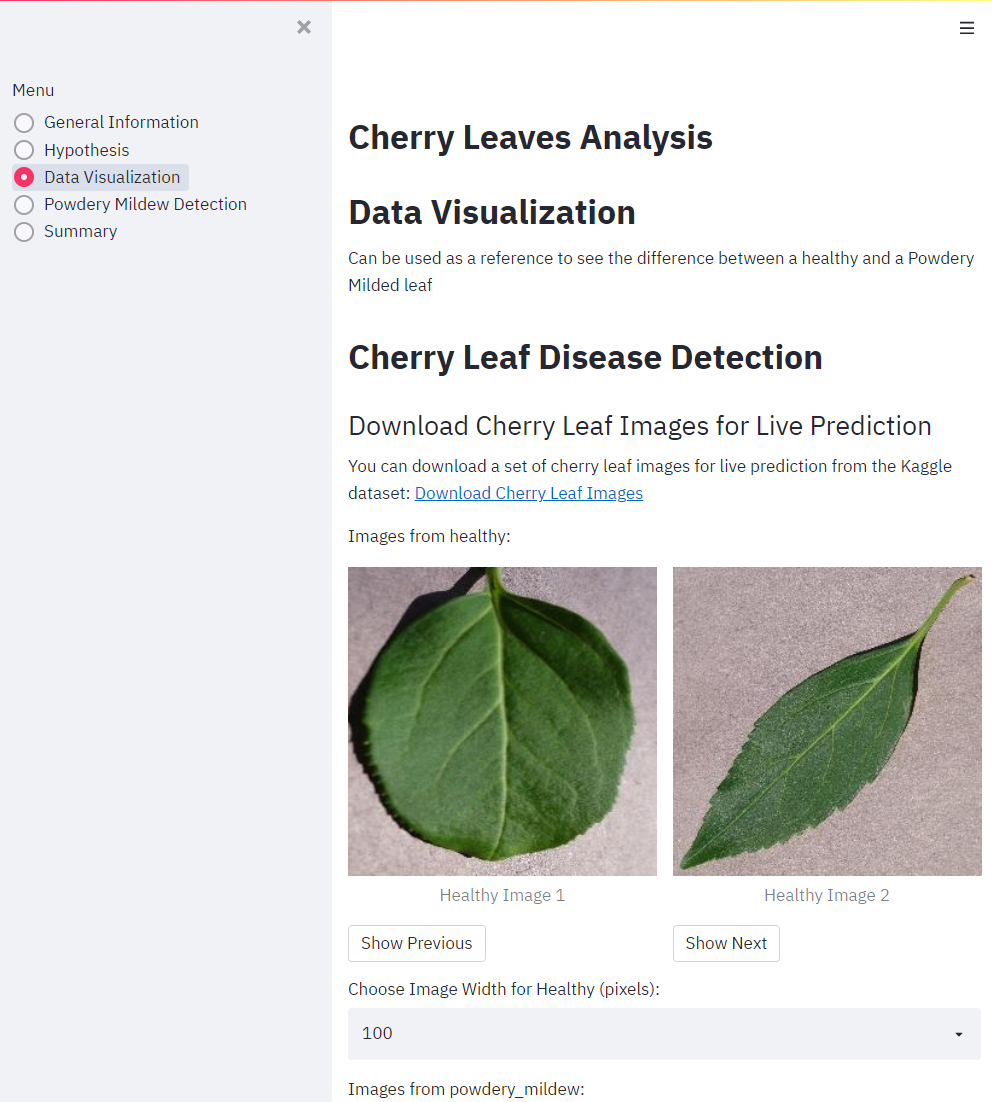 Menu
General Information
Hypothesis
Data Visualization
Powdery Mildew Detection
Summary
Cherry Leaves Analysis
Data Visualization
Can be used as a reference to see the difference between a healthy and a Powdery
Milded leaf
Cherry Leaf Disease Detection
Download Cherry Leaf Images for Live Prediction
You can download a set of cherry leaf images for live prediction from the Kaggle
dataset: Download Cherry Leaf Images
Images from healthy:
Healthy Image 1
Healthy Image 2
Show Previous
Show Next
Choose Image Width for Healthy (pixels):
100
Images from powdery_mildew: